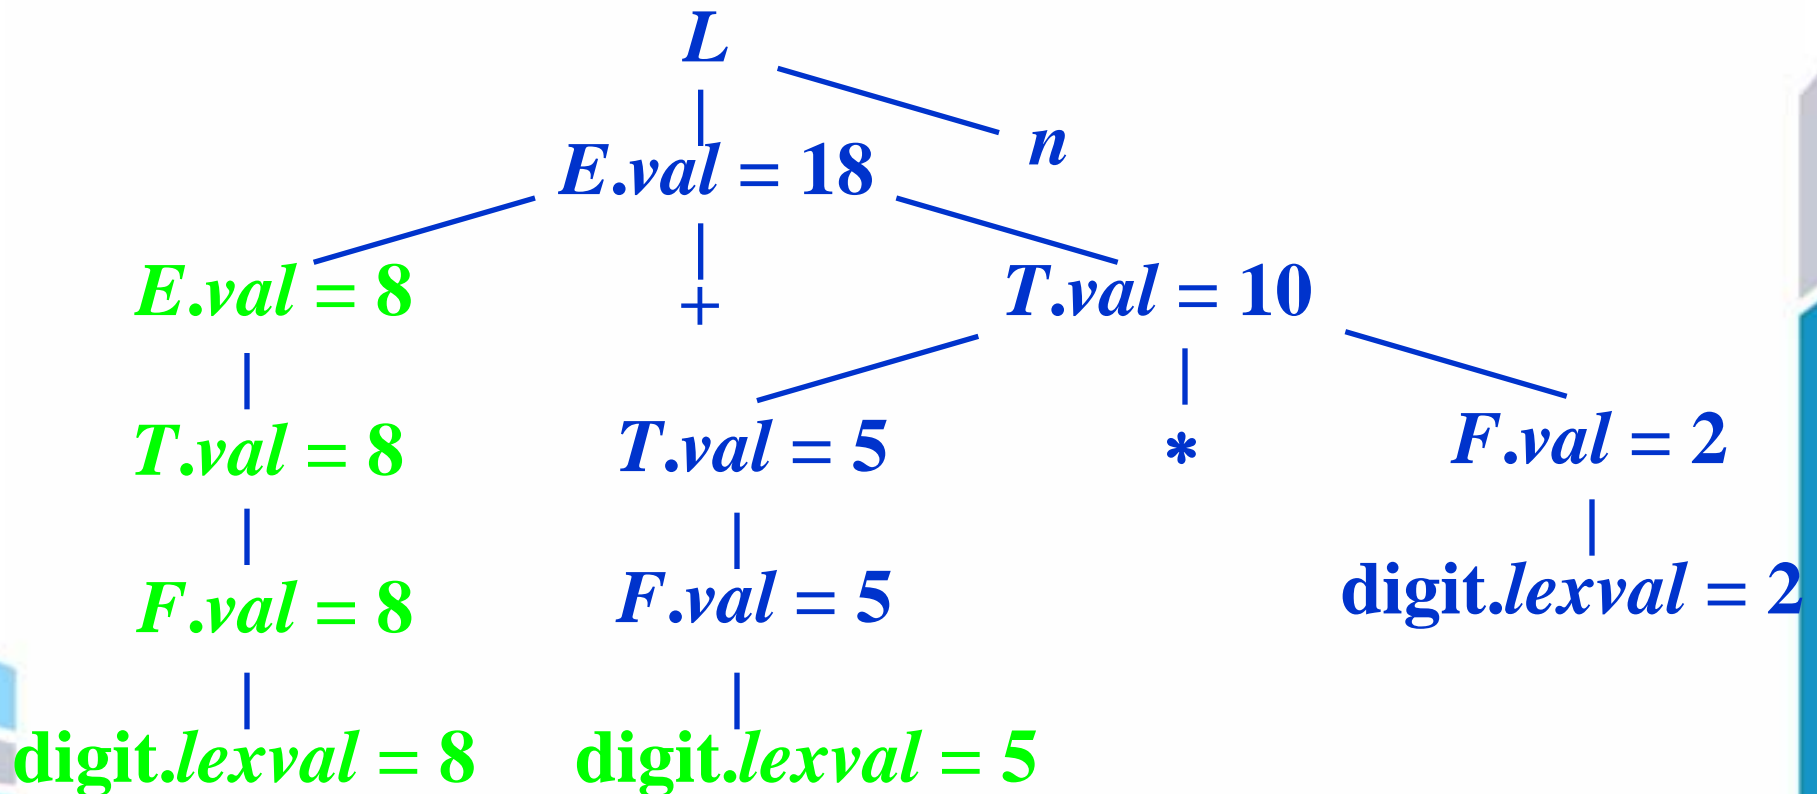 L
n
E.val = 18
E.val = 8 + T.val = 10
T.val = 8 T.val = 5 * F.val = 2
F.val = 8 F.val = 5 digit.lexval = 2
digit.lexval = 8 digit.lexval = 5